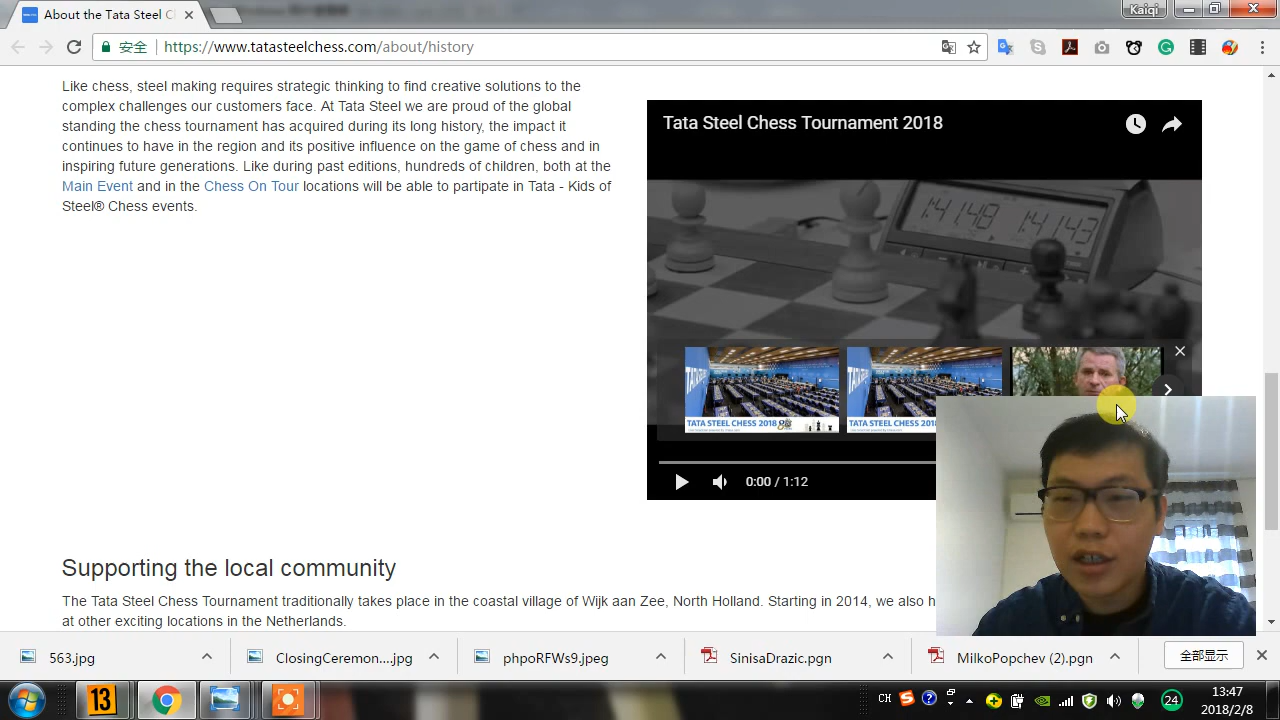 About the Tata Steel C
Kaiqi
安全
https://www.tatasteelchess.com/about/history
Like chess, steel making requires strategic thinking to find creative solutions to the
complex challenges our customers face. At Tata Steel we are proud of the global
standing the chess tournament has acquired during its long history, the impact it
continues to have in the region and its positive influence on the game of chess and in
inspiring future generations. Like during past editions, hundreds of children, both at the
Main Event and in the Chess On Tour locations will be able to partipate in Tata - Kids of
Steel® Chess events.
Tata Steel Chess Tournament 2018
1:41:48 1:41:43
TATA STEEL CHESS 2018
TATA STEEL CHESS 2018
0:00 / 1:12
Supporting the local community
The Tata Steel Chess Tournament traditionally takes place in the coastal village of Wijk aan Zee, North Holland. Starting in 2014, we also h
at other exciting locations in the Netherlands.
563.jpg
ClosingCeremon....jpg
phpoRFWs9.jpeg
SinisaDrazic.pgn
MilkoPopchev (2).pgn
全部显示
13
CH
24
13:47
2018/2/8